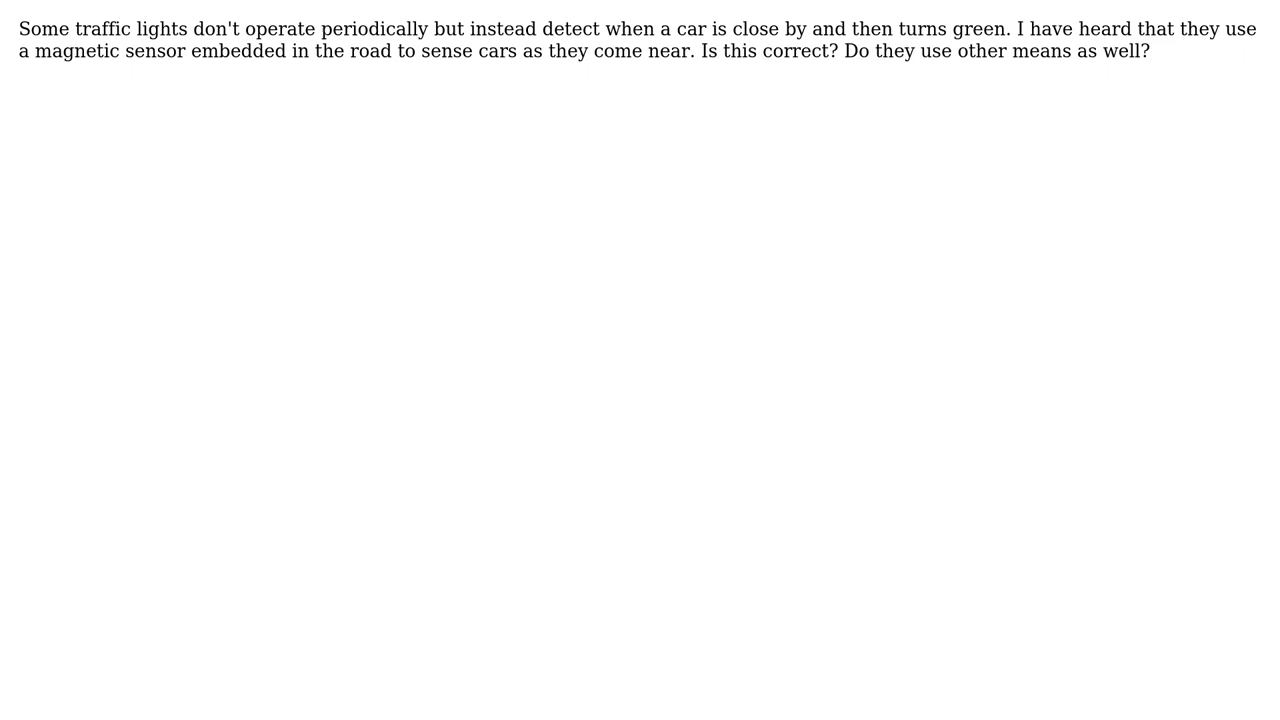 Some traffic lights don't operate periodically but instead detect when a car is close by and then turns green. I have heard that they use
a magnetic sensor embedded in the road to sense cars as they come near. Is this correct? Do they use other means as well?